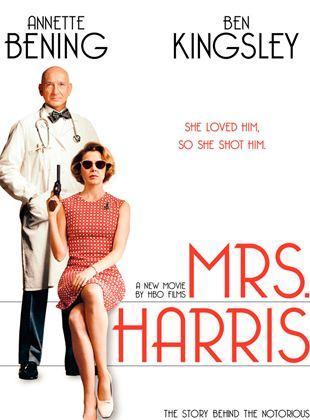 ANNETTE
BENING
BEN
KINGSLEY
SHE LOVED HIM,
SO SHE SHOT HIM.
A NEW MOVIE
BY HBO FILMS
MRS.
HARRIS
THE STORY BEHIND THE NOTORIOUS